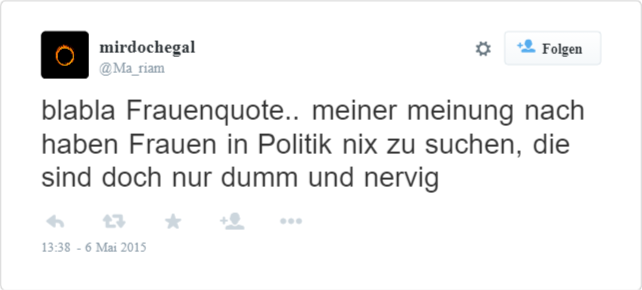 mirdochegal
@Ma_riam
Folgen
blabla Frauenquote.. meiner meinung nach
haben Frauen in Politik nix zu suchen, die
sind doch nur dumm und nervig
13:38 - 6 Mai 2015